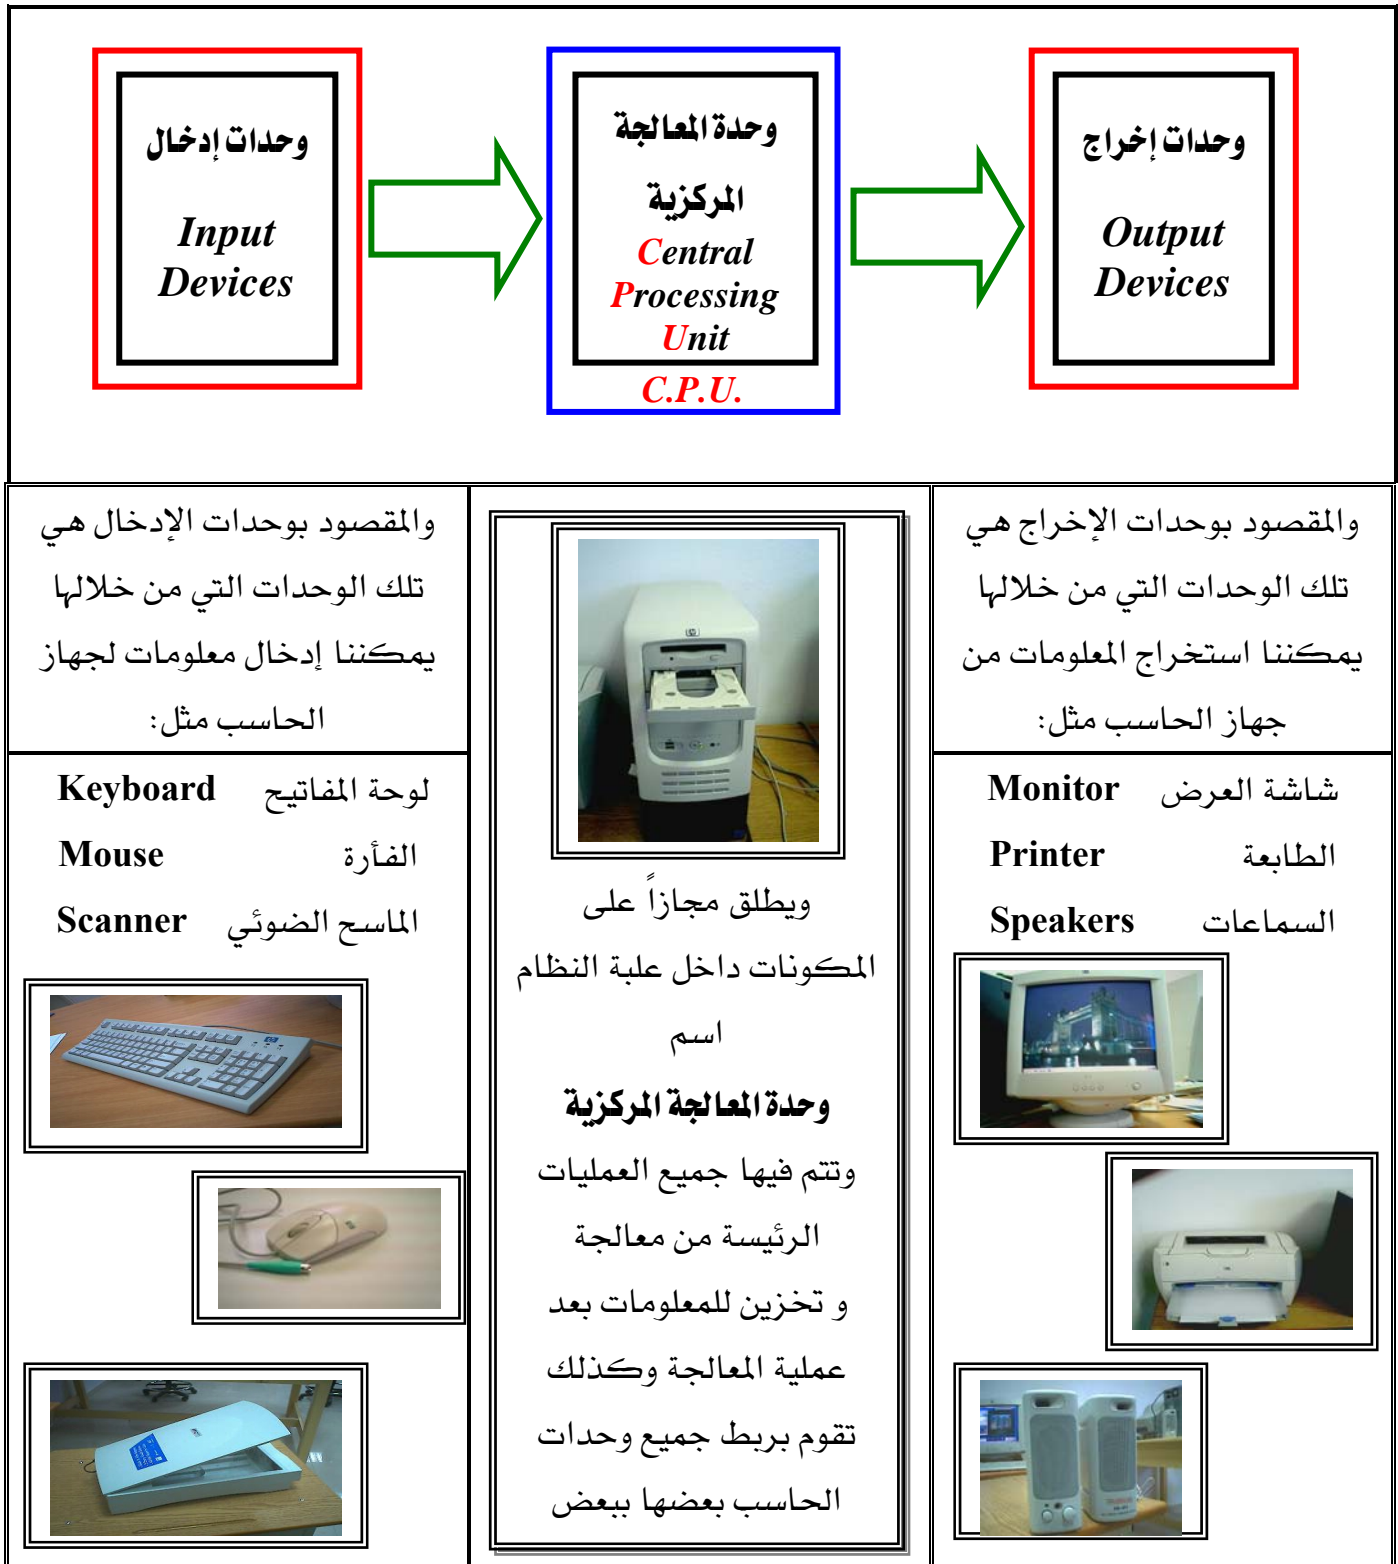 وحدات إدخال
Input
Devices
وحدة المعالجة
المركزية
Central
Processing
Unit
C.P.U.
وحدات إخراج
Output
Devices
والمقصود بوحدات الإدخال هي
تلك الوحدات التي من خلالها
يمكننا إدخال معلومات لجهاز
الحاسب مثل:
لوحة المفاتيح Keyboard
الفأرة Mouse
الماسح الضوئي Scanner
ويطلق مجازاً على
المكونات داخل علبة النظام
اسم
وحدة المعالجة المركزية
وتتم فيها جميع العمليات
الرئيسة من معالجة
و تخزين للمعلومات بعد
عملية المعالجة وكذلك
تقوم بربط جميع وحدات
الحاسب بعضها ببعض
والمقصود بوحدات الإخراج هي
تلك الوحدات التي من خلالها
يمكننا استخراج المعلومات من
جهاز الحاسب مثل:
شاشة العرض Monitor
الطابعة Printer
السماعات Speakers